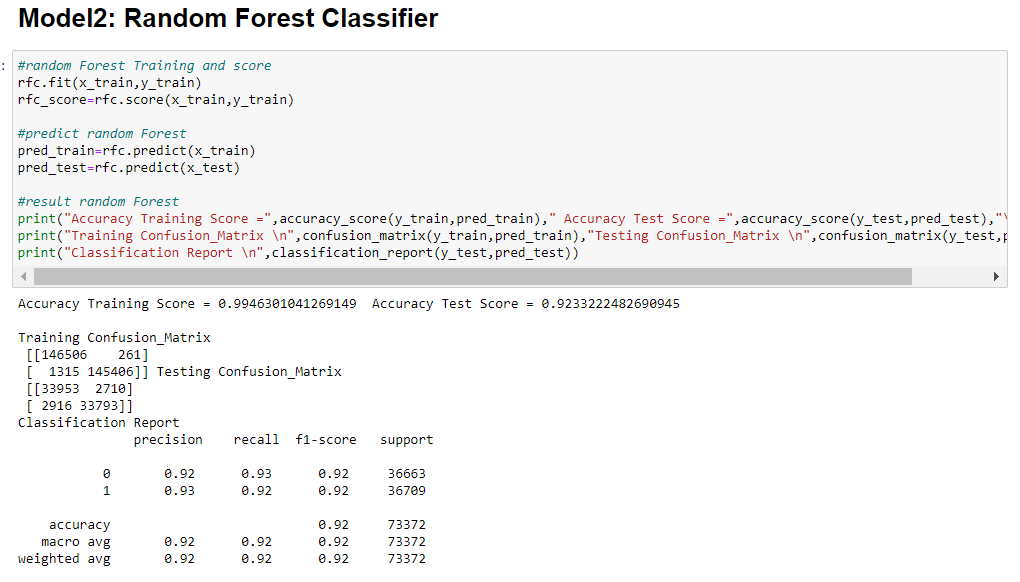 Model2: Random Forest Classifier
:
#random Forest Training and score
rfc.fit(x_train,y_train)
rfc_score=rfc.score(x_train,y_train)
#predict random Forest
pred_train=rfc.predict(x_train)
pred_test=rfc.predict(x_test)
#result random Forest
print("Accuracy Training Score =",accuracy_score(y_train,pred_train)," Accuracy Test Score =",accuracy_score(y_test,pred_test),"\
print("Training Confusion_Matrix \n",confusion_matrix(y_train,pred_train),"Testing Confusion_Matrix \n",confusion_matrix(y_test,p
print("Classification Report \n",classification_report(y_test,pred_test))
Accuracy Training Score = 0.9946301041269149  Accuracy Test Score = 0.9233222482690945
Training Confusion_Matrix
[[146506    261]
[  1315 145406]] Testing Confusion_Matrix
[[33953  2710]
[ 2916 33793]]
Classification Report
precision    recall  f1-score   support
0       0.92      0.93      0.92     36663
1       0.93      0.92      0.92     36709
accuracy                           0.92     73372
macro avg       0.92      0.92      0.92     73372
weighted avg       0.92      0.92      0.92     73372